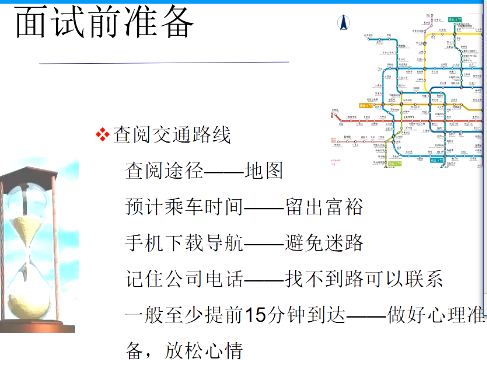 面试前准备
查阅交通路线
查阅途径——地图
预计乘车时间——留出富裕
手机下载导航——避免迷路
记住公司电话——找不到路可以联系
一般至少提前15分钟到达——做好心理准
备，放松心情